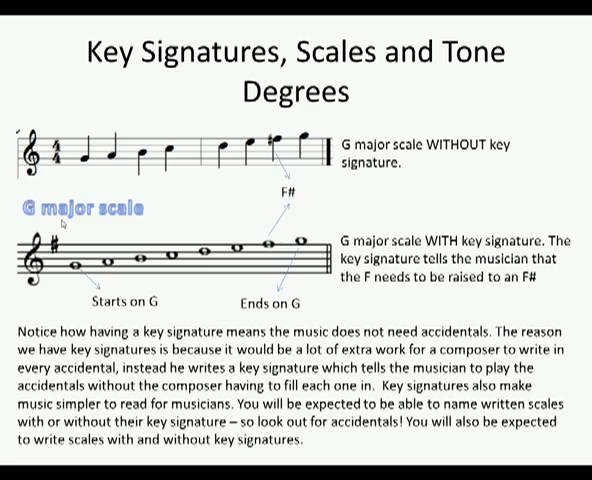 Key Signatures, Scales and Tone
Degrees
G major scale WITHOUT key
signature.
F#
G major scale
G major scale WITH key signature. The
key signature tells the musician that
the F needs to be raised to an F#
Starts on G
Ends on G
Notice how having a key signature means the music does not need accidentals. The reason
we have key signatures is because it would be a lot of extra work for a composer to write in
every accidental, instead he writes a key signature which tells the musician to play the
accidentals without the composer having to fill each one in. Key signatures also make
music simpler to read for musicians. You will be expected to be able to name written scales
with or without their key signature – so look out for accidentals! You will also be expected
to write scales with and without key signatures.